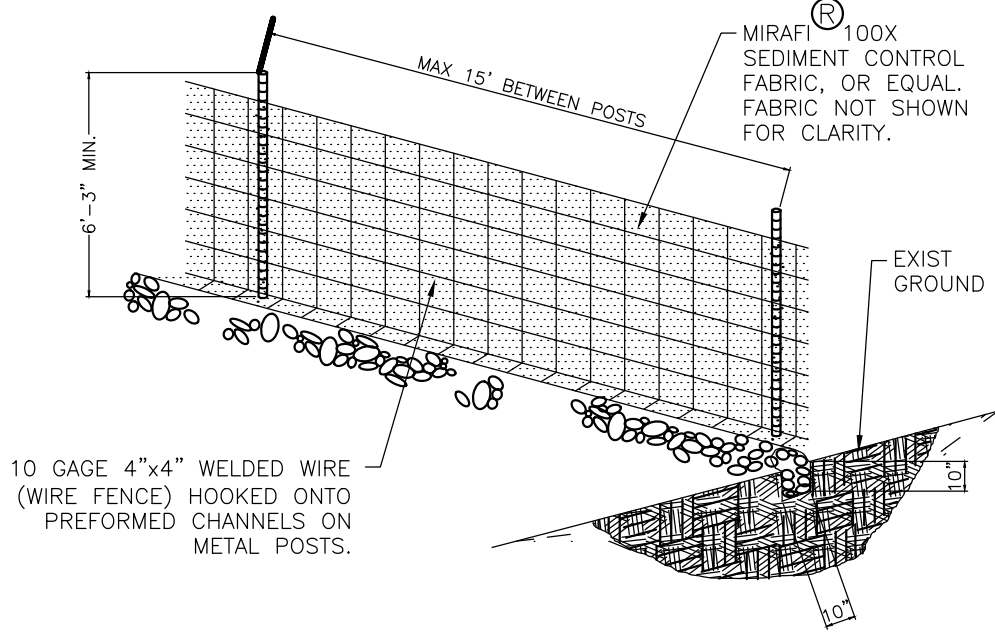 ®
MIRAFI 100X
SEDIMENT CONTROL
FABRIC, OR EQUAL.
FABRIC NOT SHOWN
FOR CLARITY.
MAX 15' BETWEEN POSTS
6'-3" MIN.
EXIST
GROUND
10 GAGE 4"x4" WELDED WIRE
(WIRE FENCE) HOOKED ONTO
PREFORMED CHANNELS ON
METAL POSTS.
10"
10"